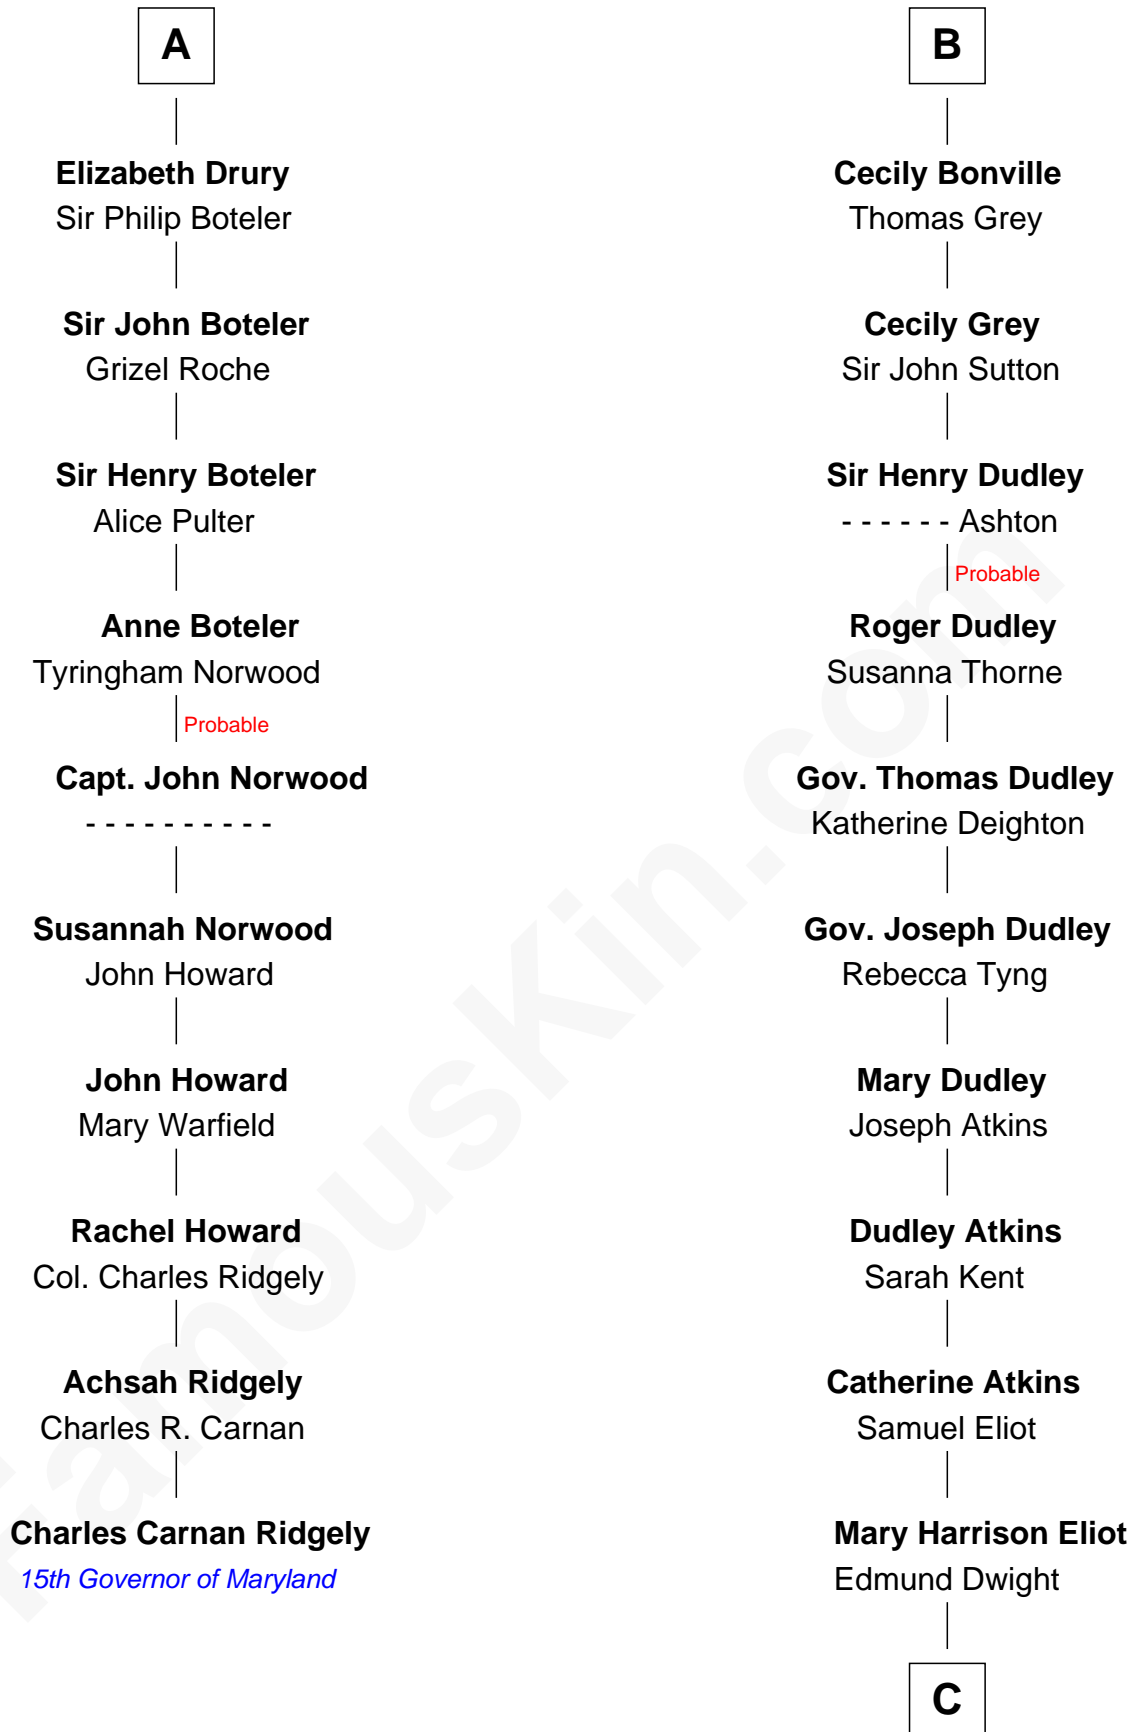 A
Elizabeth Drury
Sir Philip Boteler
Sir John Boteler
Grizel Roche
Sir Henry Boteler
Alice Pulter
Anne Boteler
Tyringham Norwood
Probable
Capt. John Norwood
- - - - - - - - - -
Susannah Norwood
John Howard
John Howard
Mary Warfield
Rachel Howard
Col. Charles Ridgely
Achsah Ridgely
Charles R. Carnan
Charles Carnan Ridgely
15th Governor of Maryland
B
Cecily Bonville
Thomas Grey
Cecily Grey
Sir John Sutton
Sir Henry Dudley
- - - - - - Ashton
Probable
Roger Dudley
Susanna Thorne
Gov. Thomas Dudley
Katherine Deighton
Gov. Joseph Dudley
Rebecca Tyng
Mary Dudley
Joseph Atkins
Dudley Atkins
Sarah Kent
Catherine Atkins
Samuel Eliot
Mary Harrison Eliot
Edmund Dwight
C
FamousKin.com